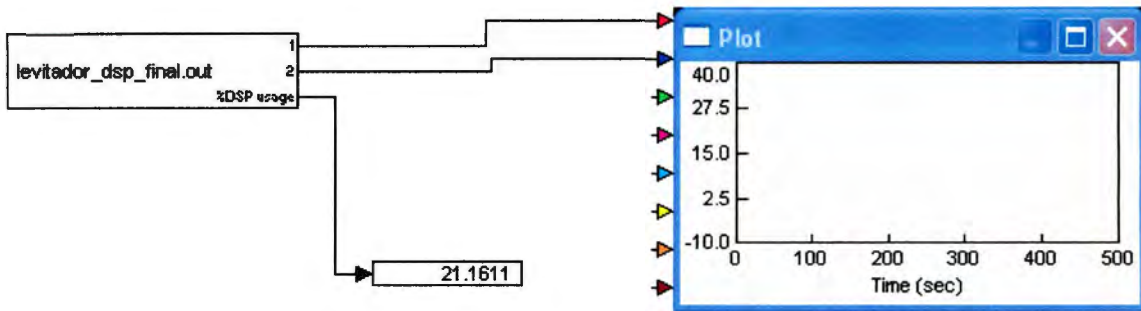 levitador_dsp_final.out
1
2
%DSP usage
21.1611
Plot
40.0
27.5
15.0
2.5
-10.0
0 100 200 300 400 500
Time (sec)